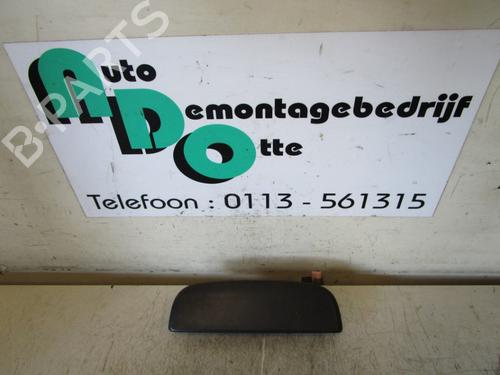 Auto
Demontagebedrijf
Otte
Telefoon : 0113 - 561315
B-PARTS